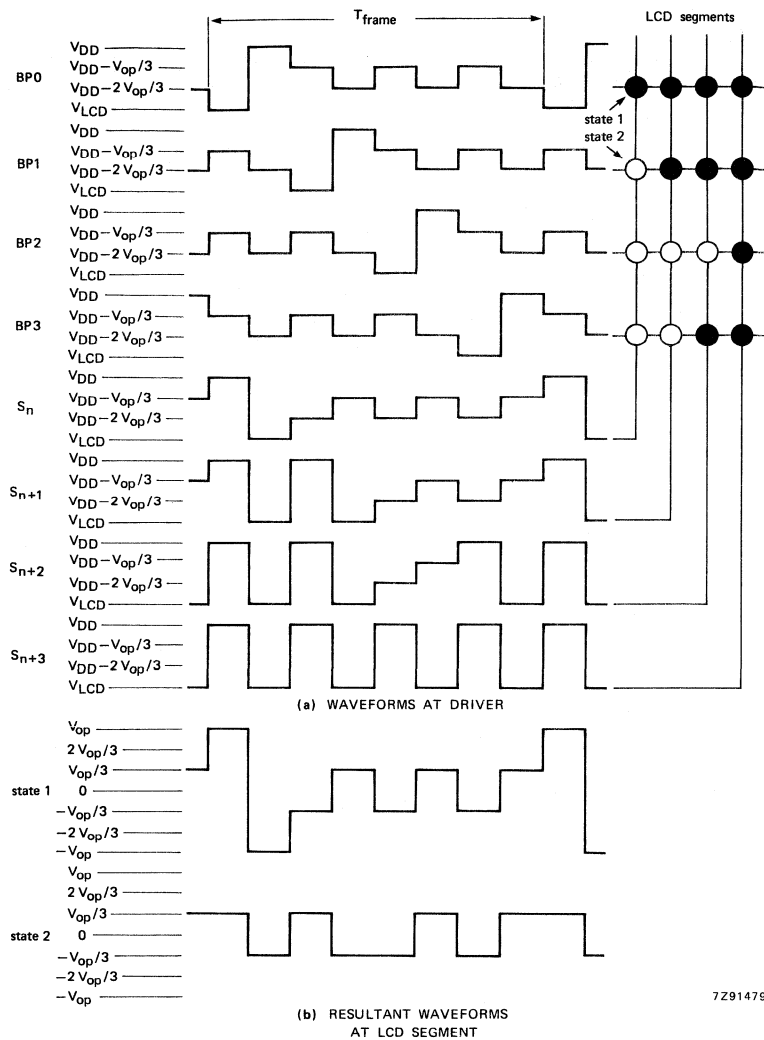 T_frame
LCD segments
BP0
V_DD
V_DD−V_op/3
V_DD−2 V_op/3
V_LCD
state 1
state 2
BP1
V_DD
V_DD−V_op/3
V_DD−2 V_op/3
V_LCD
BP2
V_DD
V_DD−V_op/3
V_DD−2 V_op/3
V_LCD
BP3
V_DD
V_DD−V_op/3
V_DD−2 V_op/3
V_LCD
S_n
V_DD
V_DD−V_op/3
V_DD−2 V_op/3
V_LCD
S_n+1
V_DD
V_DD−V_op/3
V_DD−2 V_op/3
V_LCD
S_n+2
V_DD
V_DD−V_op/3
V_DD−2 V_op/3
V_LCD
S_n+3
V_DD
V_DD−V_op/3
V_DD−2 V_op/3
V_LCD
(a) WAVEFORMS AT DRIVER
state 1
V_op
2 V_op/3
V_op/3
0
−V_op/3
−2 V_op/3
−V_op
state 2
V_op
2 V_op/3
V_op/3
0
−V_op/3
−2 V_op/3
−V_op
7Z91479
(b) RESULTANT WAVEFORMS
AT LCD SEGMENT